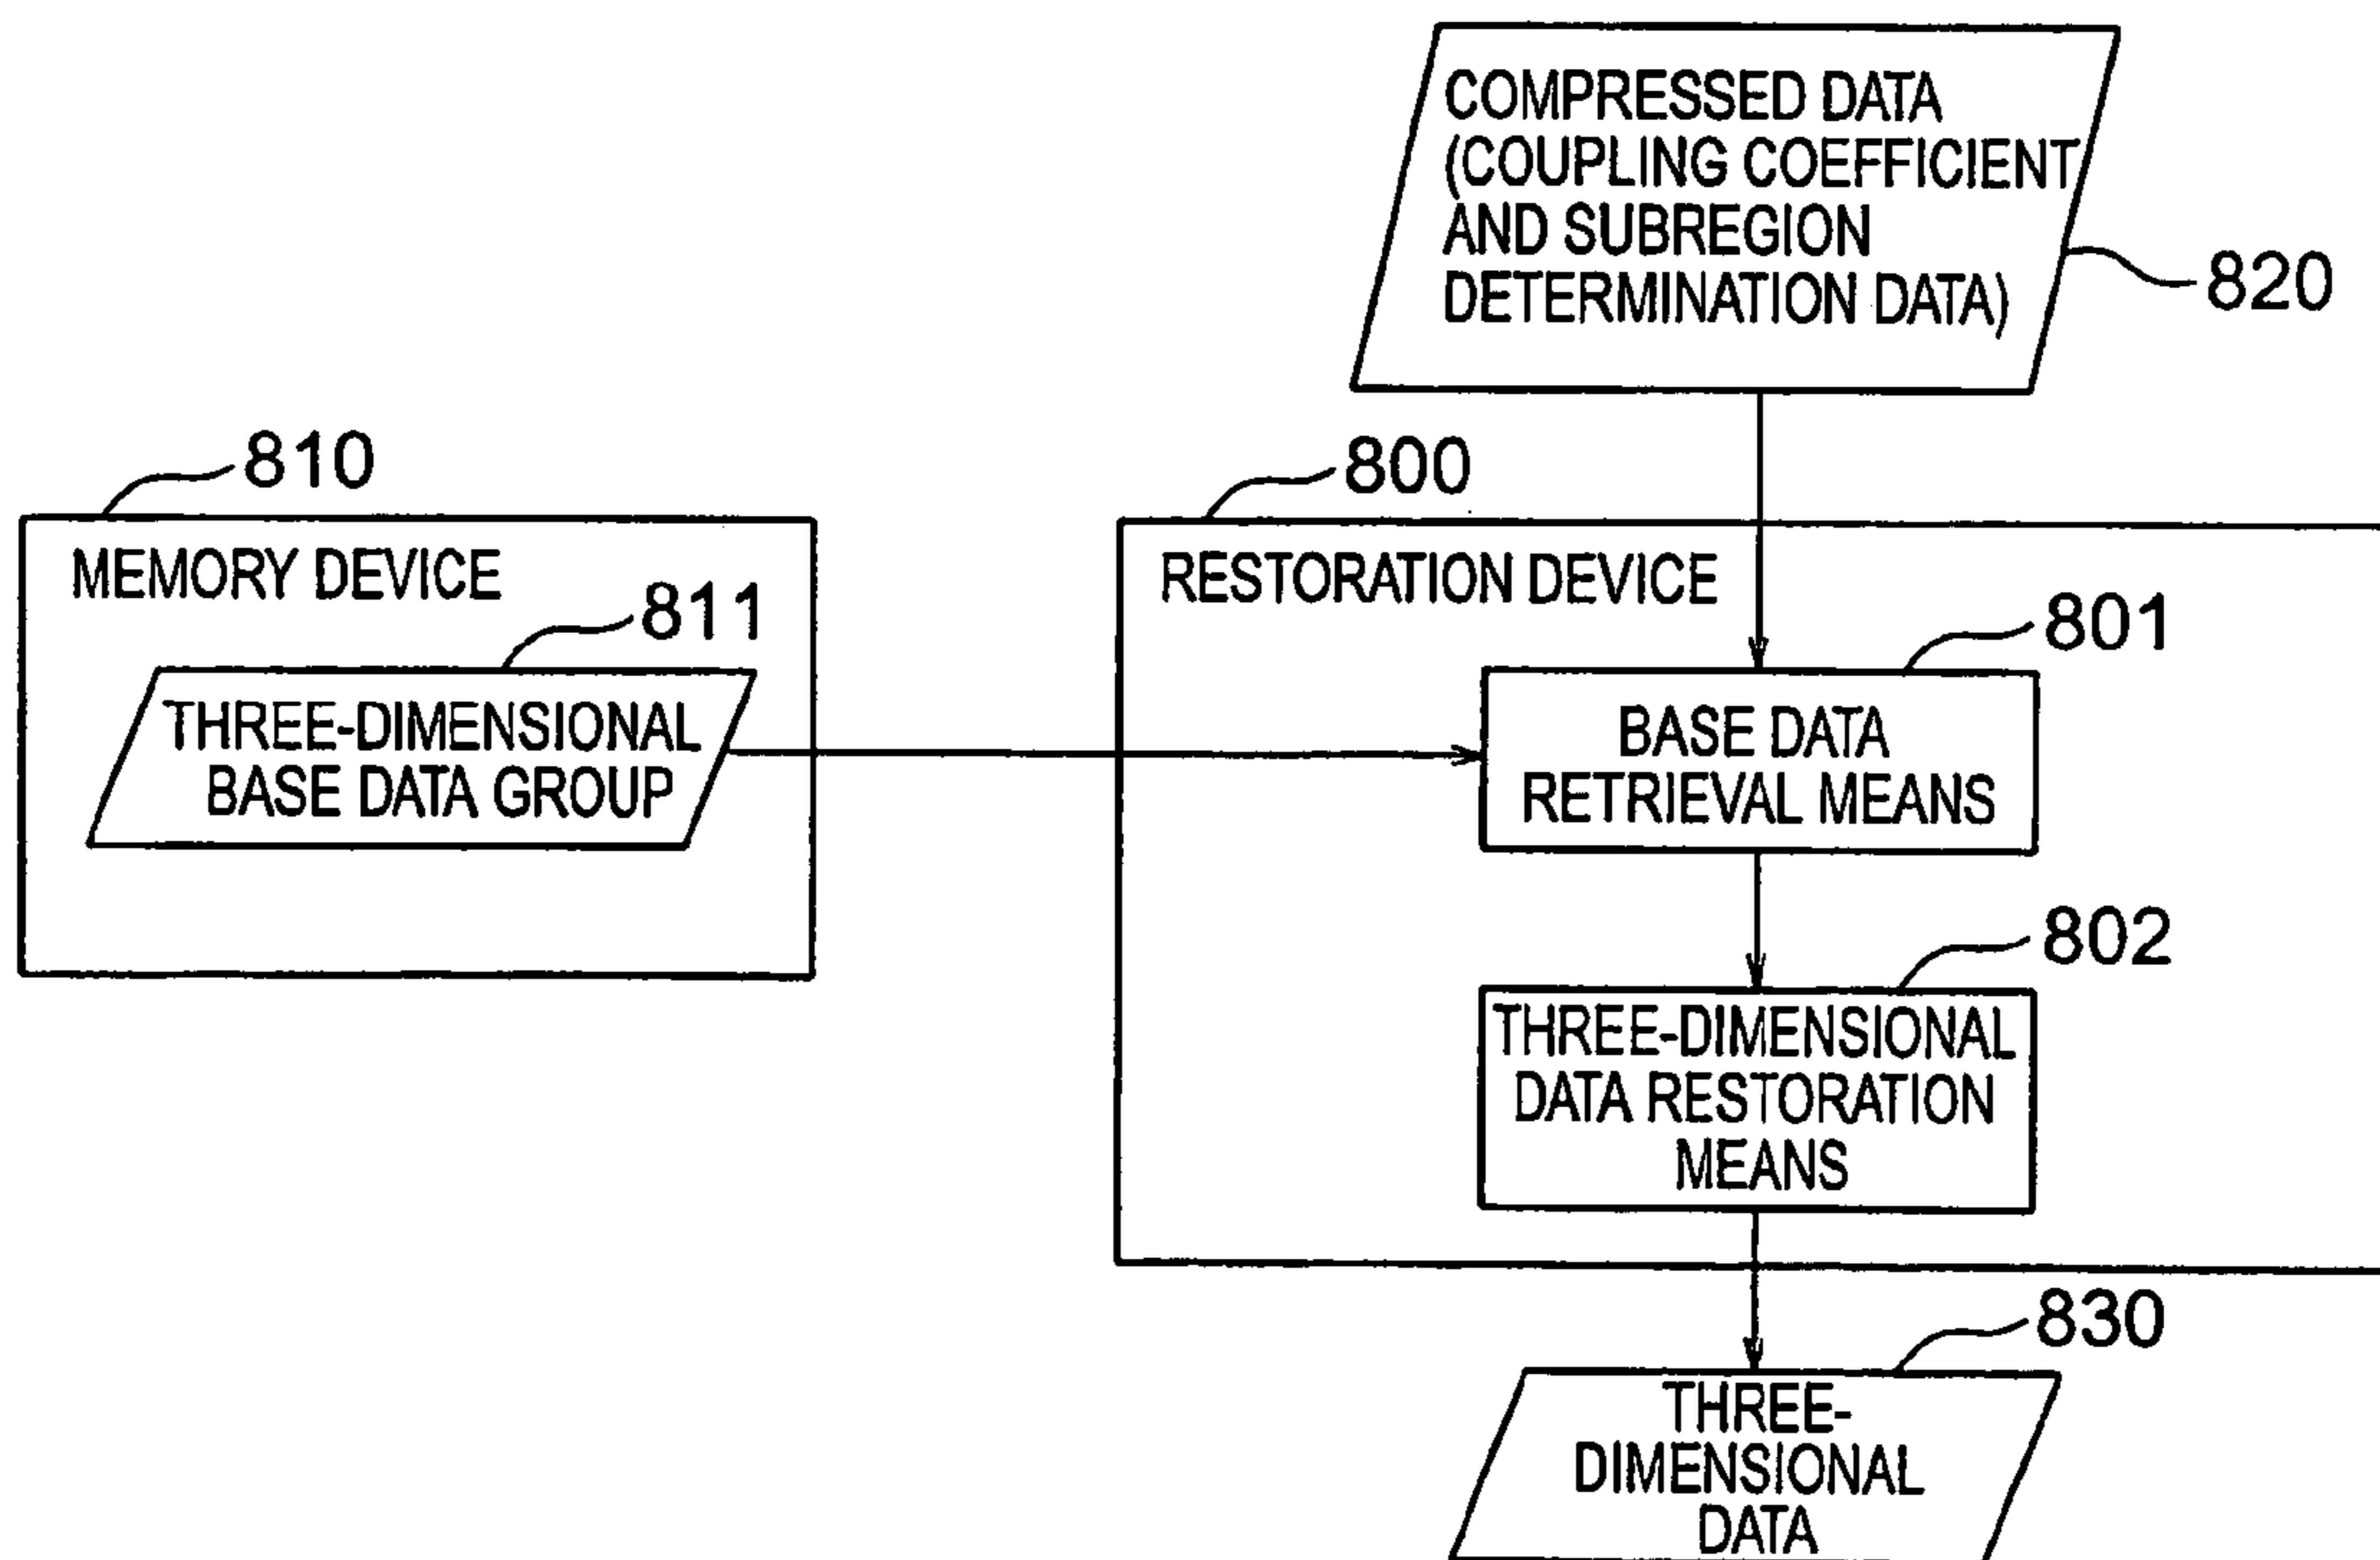 COMPRESSED DATA
(COUPLING COEFFICIENT
AND SUBREGION
DETERMINATION DATA)
820
810
MEMORY DEVICE
811
THREE-DIMENSIONAL
BASE DATA GROUP
800
RESTORATION DEVICE
801
BASE DATA
RETRIEVAL MEANS
802
THREE-DIMENSIONAL
DATA RESTORATION
MEANS
830
THREE-
DIMENSIONAL
DATA